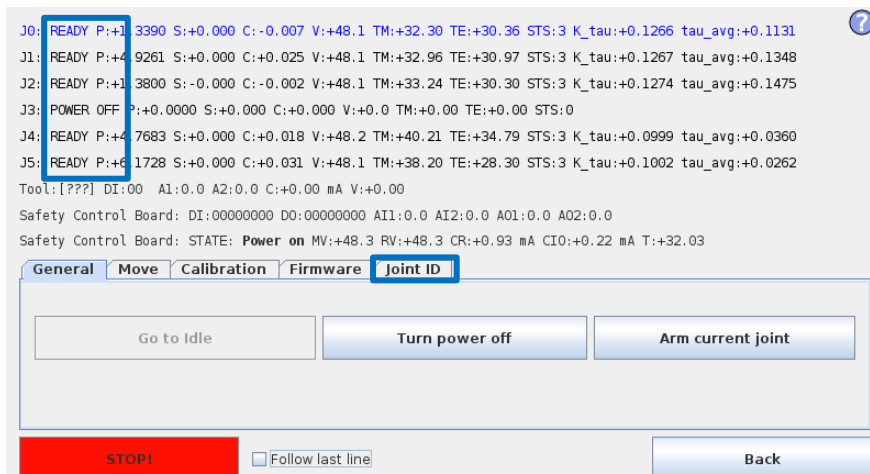 J0: READY P:+1.3390 S:+0.000 C:-0.007 V:+48.1 TM:+32.30 TE:+30.36 STS:3 K_tau:+0.1266 tau_avg:+0.1131
?
J1: READY P:+4.9261 S:+0.000 C:+0.025 V:+48.1 TM:+32.96 TE:+30.97 STS:3 K_tau:+0.1267 tau_avg:+0.1348
J2: READY P:+1.3800 S:-0.000 C:-0.002 V:+48.1 TM:+33.24 TE:+30.30 STS:3 K_tau:+0.1274 tau_avg:+0.1475
J3: POWER OFF P:+0.0000 S:+0.000 C:+0.000 V:+0.0 TM:+0.00 TE:+0.00 STS:0
J4: READY P:+4.7683 S:+0.000 C:+0.018 V:+48.2 TM:+40.21 TE:+34.79 STS:3 K_tau:+0.0999 tau_avg:+0.0360
J5: READY P:+6.1728 S:+0.000 C:+0.031 V:+48.1 TM:+38.20 TE:+28.30 STS:3 K_tau:+0.1002 tau_avg:+0.0262
Tool:[???] DI:00 A1:0.0 A2:0.0 C:+0.00 mA V:+0.00
Safety Control Board: DI:00000000 DO:00000000 AI1:0.0 AI2:0.0 AO1:0.0 AO2:0.0
Safety Control Board: STATE: Power on MV:+48.3 RV:+48.3 CR:+0.93 mA CIO:+0.22 mA T:+32.03
General Move Calibration Firmware Joint ID
Go to Idle Turn power off Arm current joint
STOP! Follow last line Back